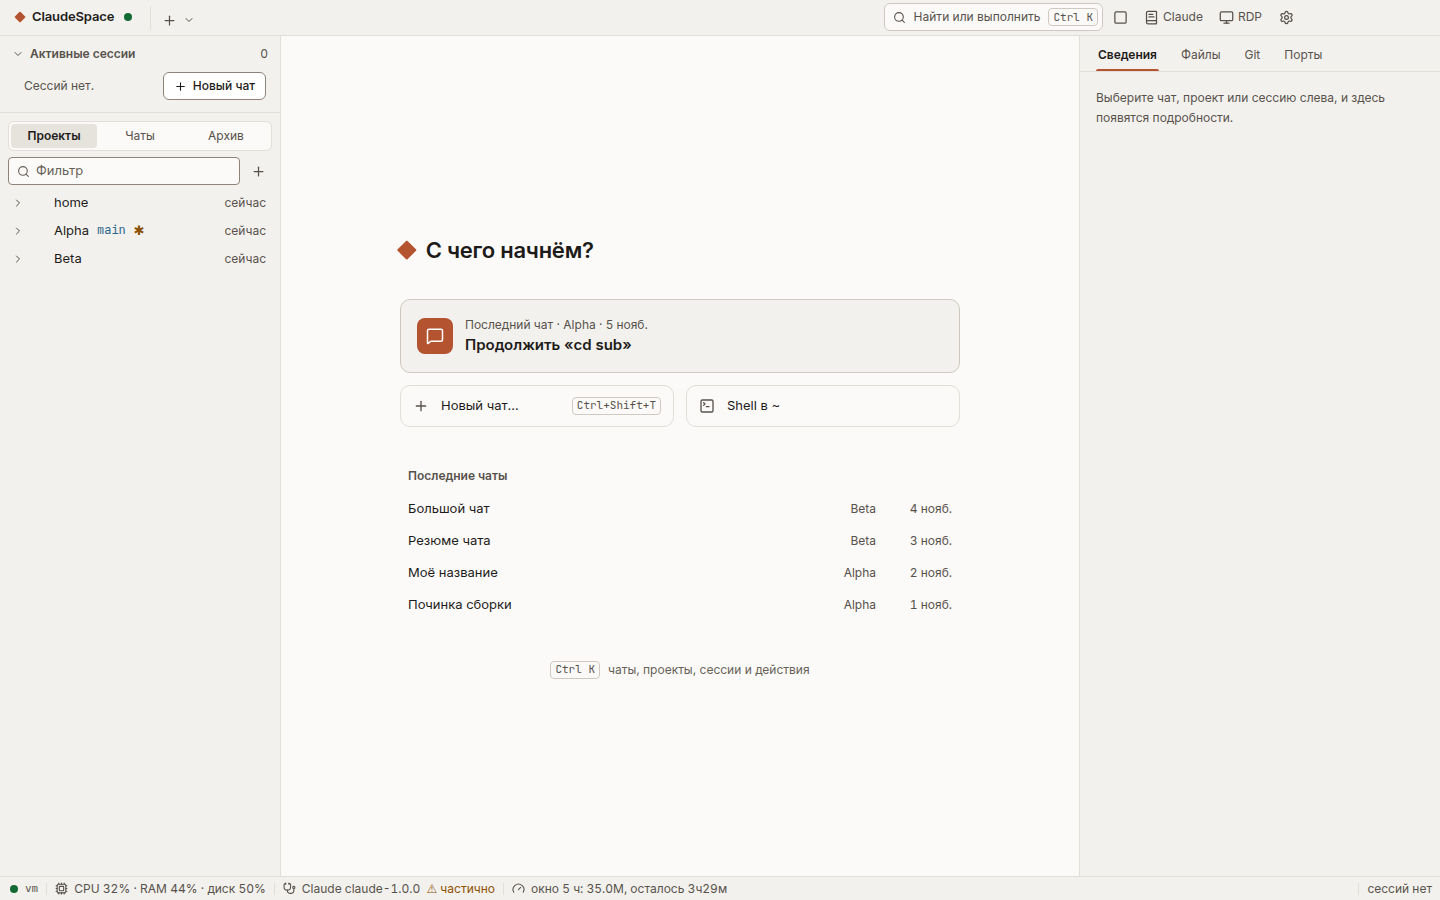 ClaudeSpace
Найти или выполнить Ctrl K
Claude
RDP
Активные сессии 0
Сессий нет.
Новый чат
Проекты Чаты Архив
Фильтр
home сейчас
Alpha main ✱ сейчас
Beta сейчас
С чего начнём?
Последний чат · Alpha · 5 нояб.
Продолжить «cd sub»
Новый чат... Ctrl+Shift+T
Shell в ~
Последние чаты
Большой чат Beta 4 нояб.
Резюме чата Beta 3 нояб.
Моё название Alpha 2 нояб.
Починка сборки Alpha 1 нояб.
Ctrl K чаты, проекты, сессии и действия
Сведения Файлы Git Порты
Выберите чат, проект или сессию слева, и здесь
появятся подробности.
vm CPU 32% · RAM 44% · диск 50% Claude claude-1.0.0 ⚠ частично окно 5 ч: 35.0M, осталось 3ч29м сессий нет